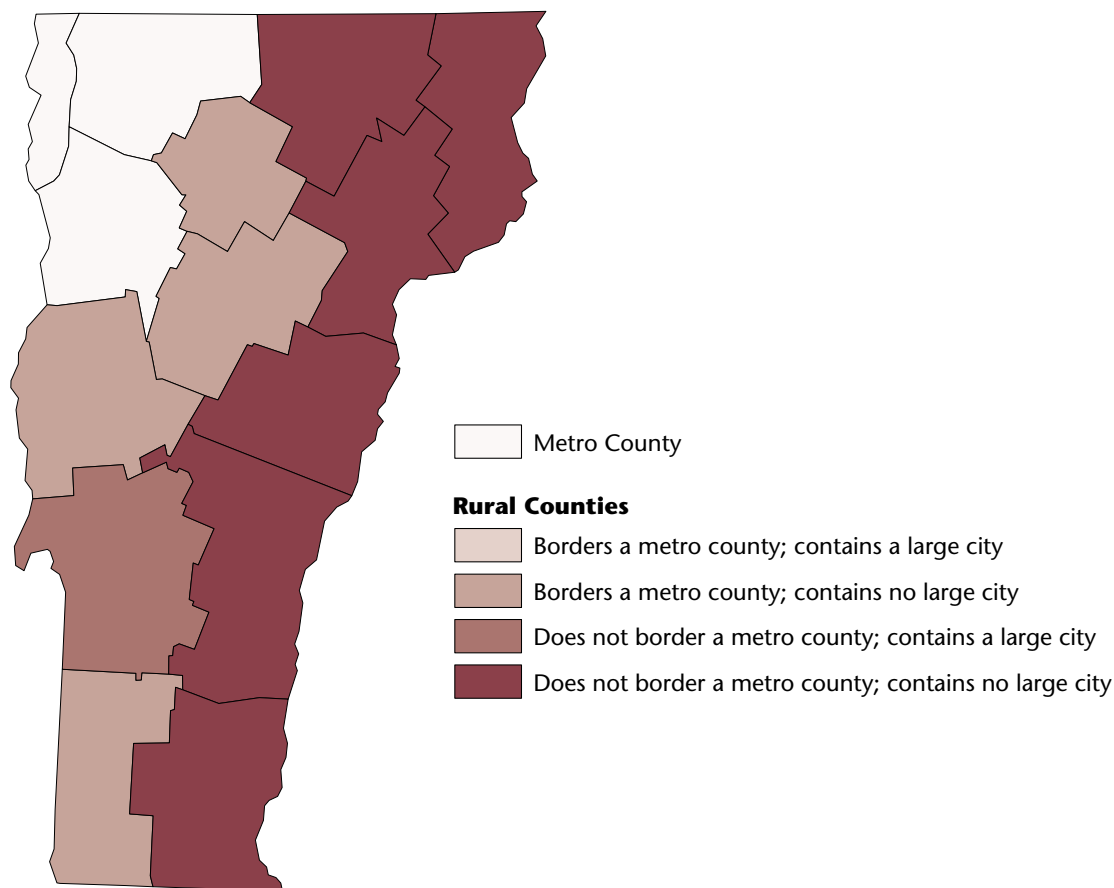 Metro County
Rural Counties
Borders a metro county; contains a large city
Borders a metro county; contains no large city
Does not border a metro county; contains a large city
Does not border a metro county; contains no large city